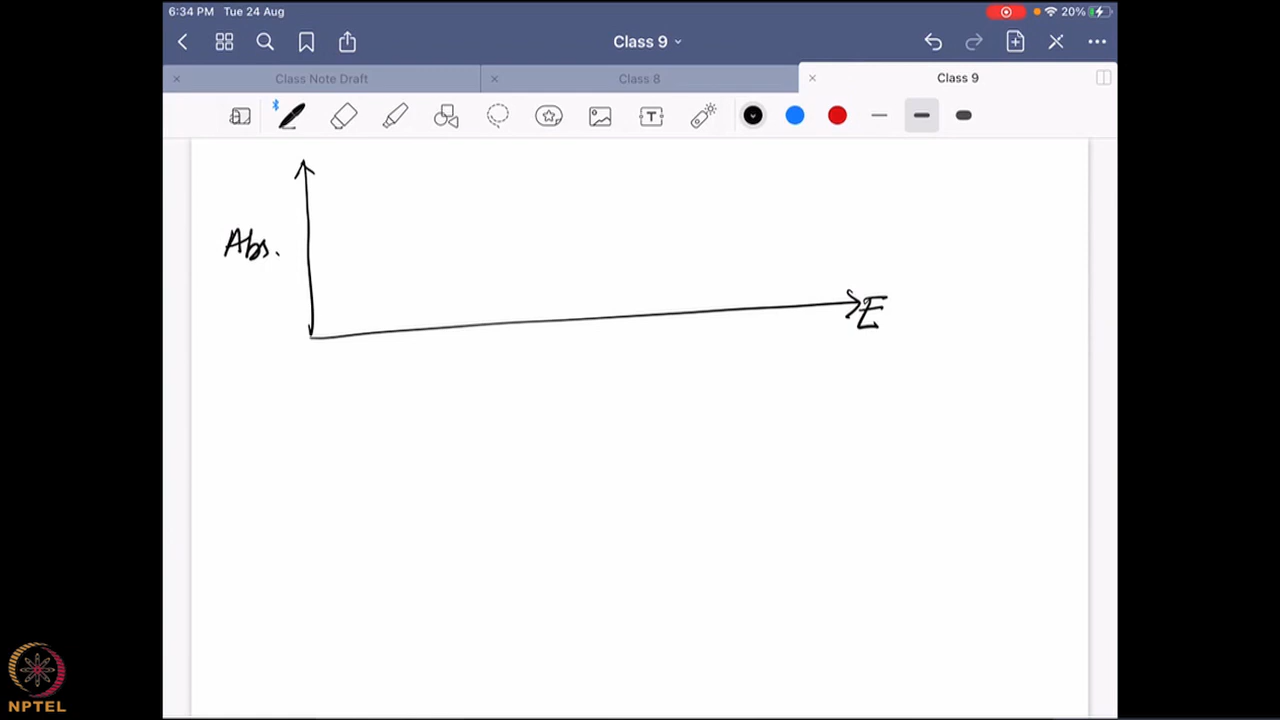 6:34 PM Tue 24 Aug
20%
Class 9
Class Note Draft
Class 8
Class 9
T
Abs.
E
NPTEL